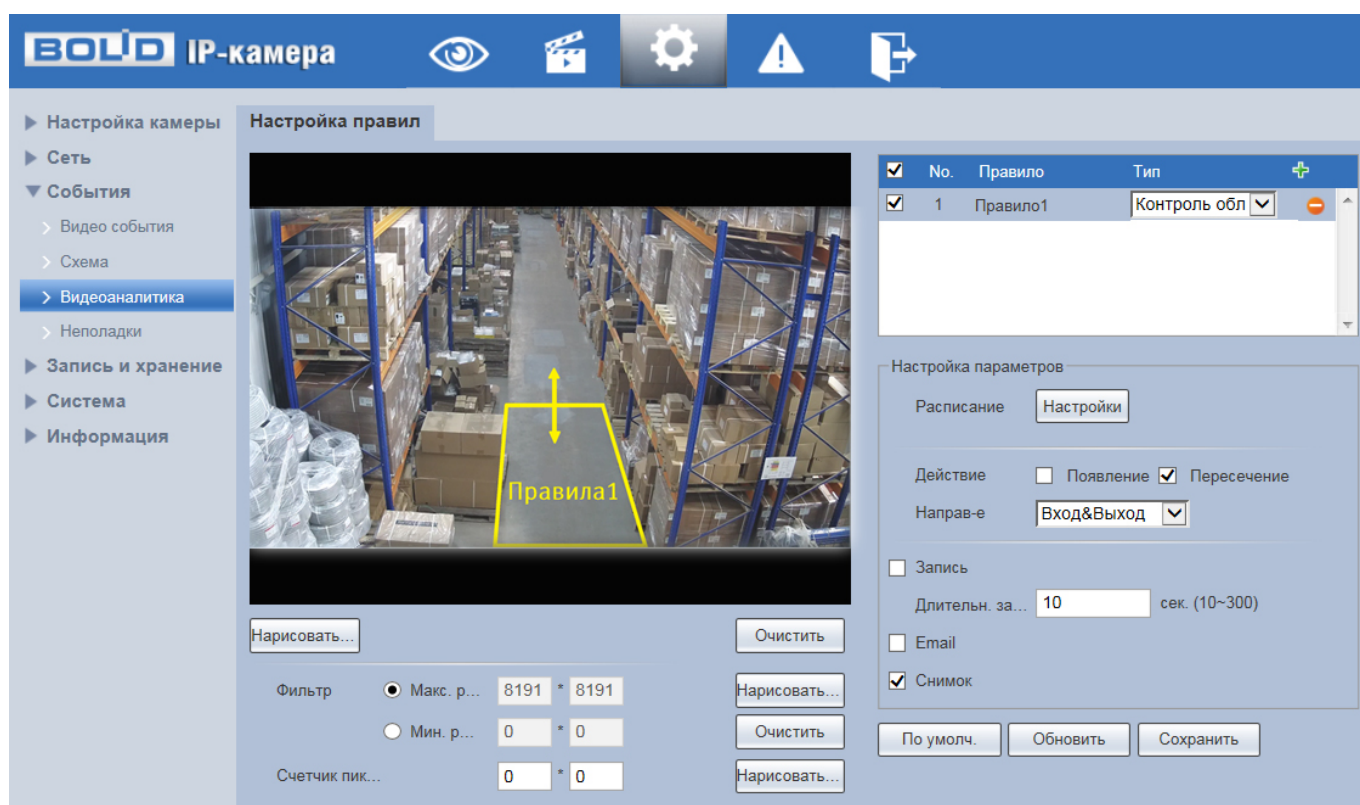 BOLID IP-камера
Настройка камеры
Сеть
События
Видео события
Схема
Видеоаналитика
Неполадки
Запись и хранение
Система
Информация
Настройка правил
Правила1
Нарисовать...
Очистить
Фильтр Макс. р... 8191 * 8191 Нарисовать...
Мин. р... 0 * 0 Очистить
Счетчик пик... 0 * 0 Нарисовать...
No. Правило Тип
1 Правило1 Контроль обл
Настройка параметров
Расписание Настройки
Действие Появление Пересечение
Направ-е Вход&Выход
Запись
Длительн. за... 10 сек. (10~300)
Email
Снимок
По умолч. Обновить Сохранить